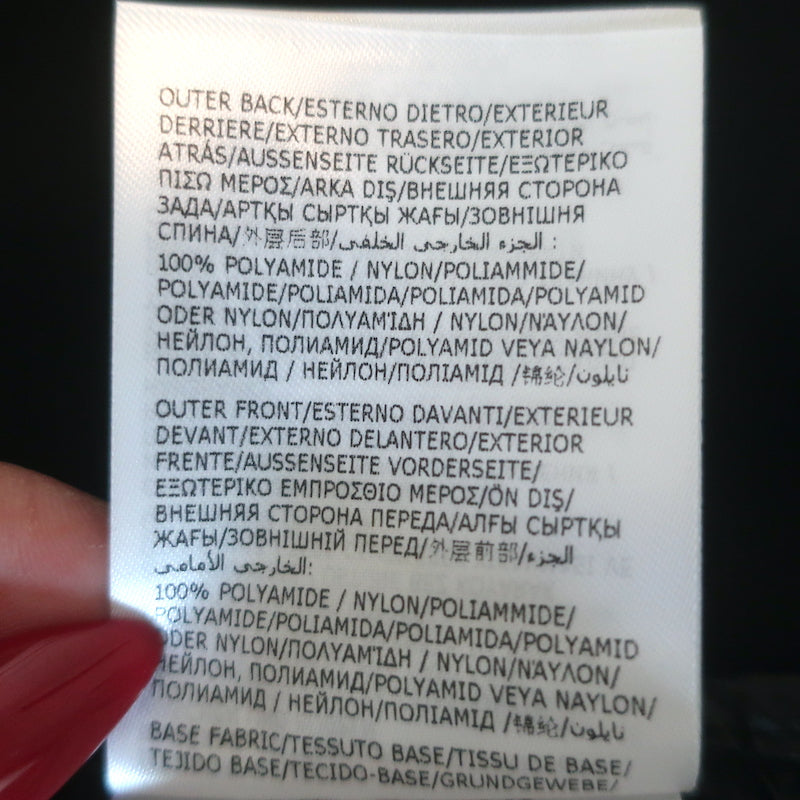 OUTER BACK/ESTERNO DIETRO/EXTERIEUR
DERRIERE/EXTERNO TRASERO/EXTERIOR
ATRÁS/AUSSENSEITE RÜCKSEITE/ΕΞΩΤΕΡΙΚΟ
ΠΙΣΩ ΜΕΡΟΣ/ARKA DIŞ/ВНЕШНЯЯ СТОРОНА
ЗАДА/АРТҚЫ СЫРТҚЫ ЖАҒЫ/ЗОВНІШНЯ
СПИНА/外层后部/الجزء الخارجي الخلفي :
100% POLYAMIDE / NYLON/POLIAMMIDE/
POLYAMIDE/POLIAMIDA/POLIAMIDA/POLYAMID
ODER NYLON/ΠΟΛΥΑΜΊΔΗ / NYLON/ΝΆΥΛΟΝ/
НЕЙЛОН, ПОЛИАМИД/POLYAMID VEYA NAYLON/
ПОЛИАМИД / НЕЙЛОН/ПОЛІАМІД /锦纶/نايلون
OUTER FRONT/ESTERNO DAVANTI/EXTERIEUR
DEVANT/EXTERNO DELANTERO/EXTERIOR
FRENTE/AUSSENSEITE VORDERSEITE/
ΕΞΩΤΕΡΙΚΟ ΕΜΠΡΟΣΘΙΟ ΜΕΡΟΣ/ÖN DIŞ/
ВНЕШНЯЯ СТОРОНА ПЕРЕДА/АЛҒЫ СЫРТҚЫ
ЖАҒЫ/ЗОВНІШНІЙ ПЕРЕД/外层前部/الجزء
الخارجي الأمامي:
100% POLYAMIDE / NYLON/POLIAMMIDE/
POLYAMIDE/POLIAMIDA/POLIAMIDA/POLYAMID
ODER NYLON/ΠΟΛΥΑΜΊΔΗ / NYLON/ΝΆΥΛΟΝ/
НЕЙЛОН, ПОЛИАМИД/POLYAMID VEYA NAYLON/
ПОЛИАМИД / НЕЙЛОН/ПОЛІАМІД /锦纶/نايلون
BASE FABRIC/TESSUTO BASE/TISSU DE BASE/
TEJIDO BASE/TECIDO-BASE/GRUNDGEWEBE/